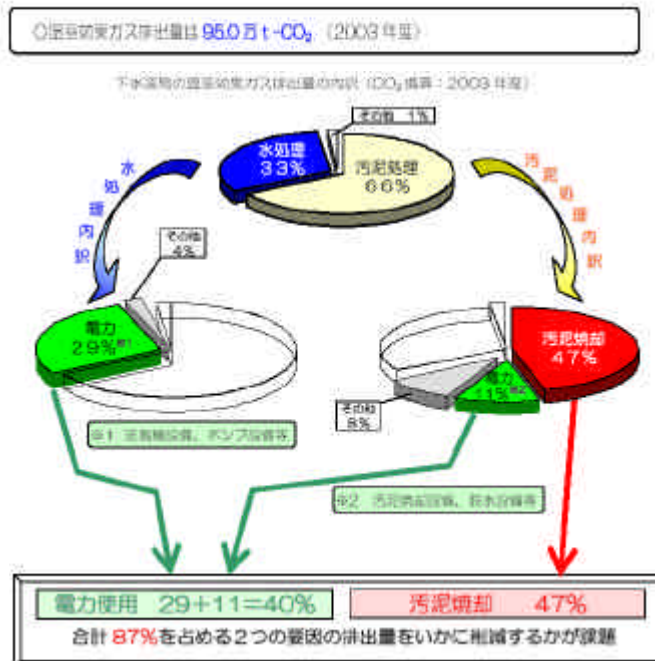 〇温室効果ガス排出量は 95.0万t-CO₂ (2003年度)
下水道局の温室効果ガス排出量の内訳 (CO₂換算：2003年度)
その他 1%
水処理
33%
汚泥処理
66%
水処理内訳
汚泥処理内訳
その他
4%
電力
29%※1
汚泥焼却
47%
電力
11%※2
その他
8%
※1 送風機設備、ポンプ設備等
※2 汚泥焼却設備、脱水設備等
電力使用 29+11=40%
汚泥焼却 47%
合計 87%を占める2つの要因の排出量をいかに削減するかが課題